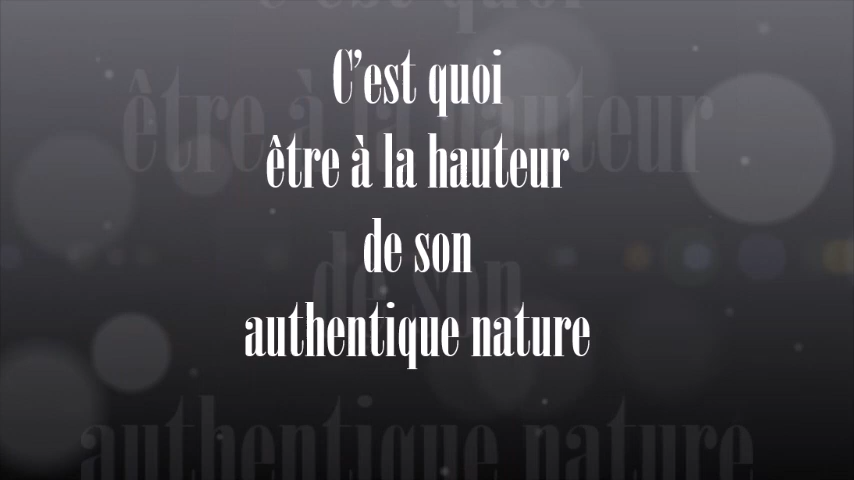 C'est quoi
être à la hauteur
de son
authentique nature